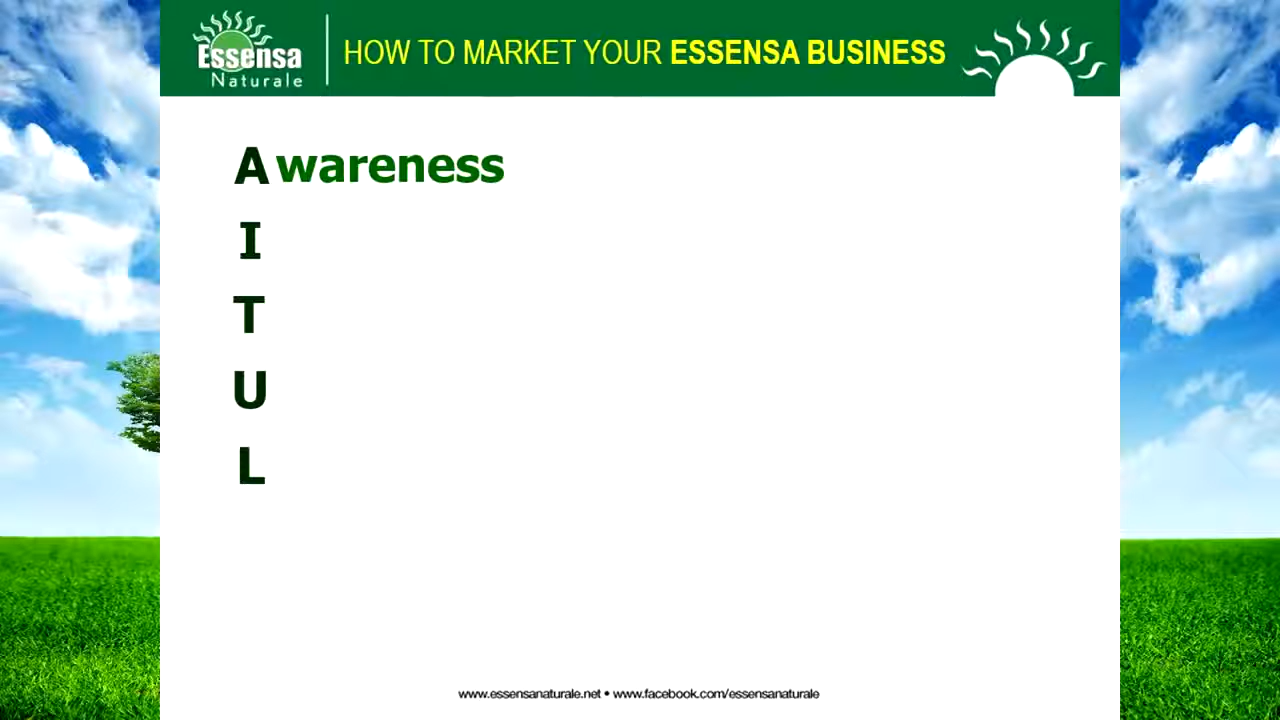 Essensa
Naturale
HOW TO MARKET YOUR ESSENSA BUSINESS
Awareness
I
T
U
L
www.essensanaturale.net • www.facebook.com/essensanaturale